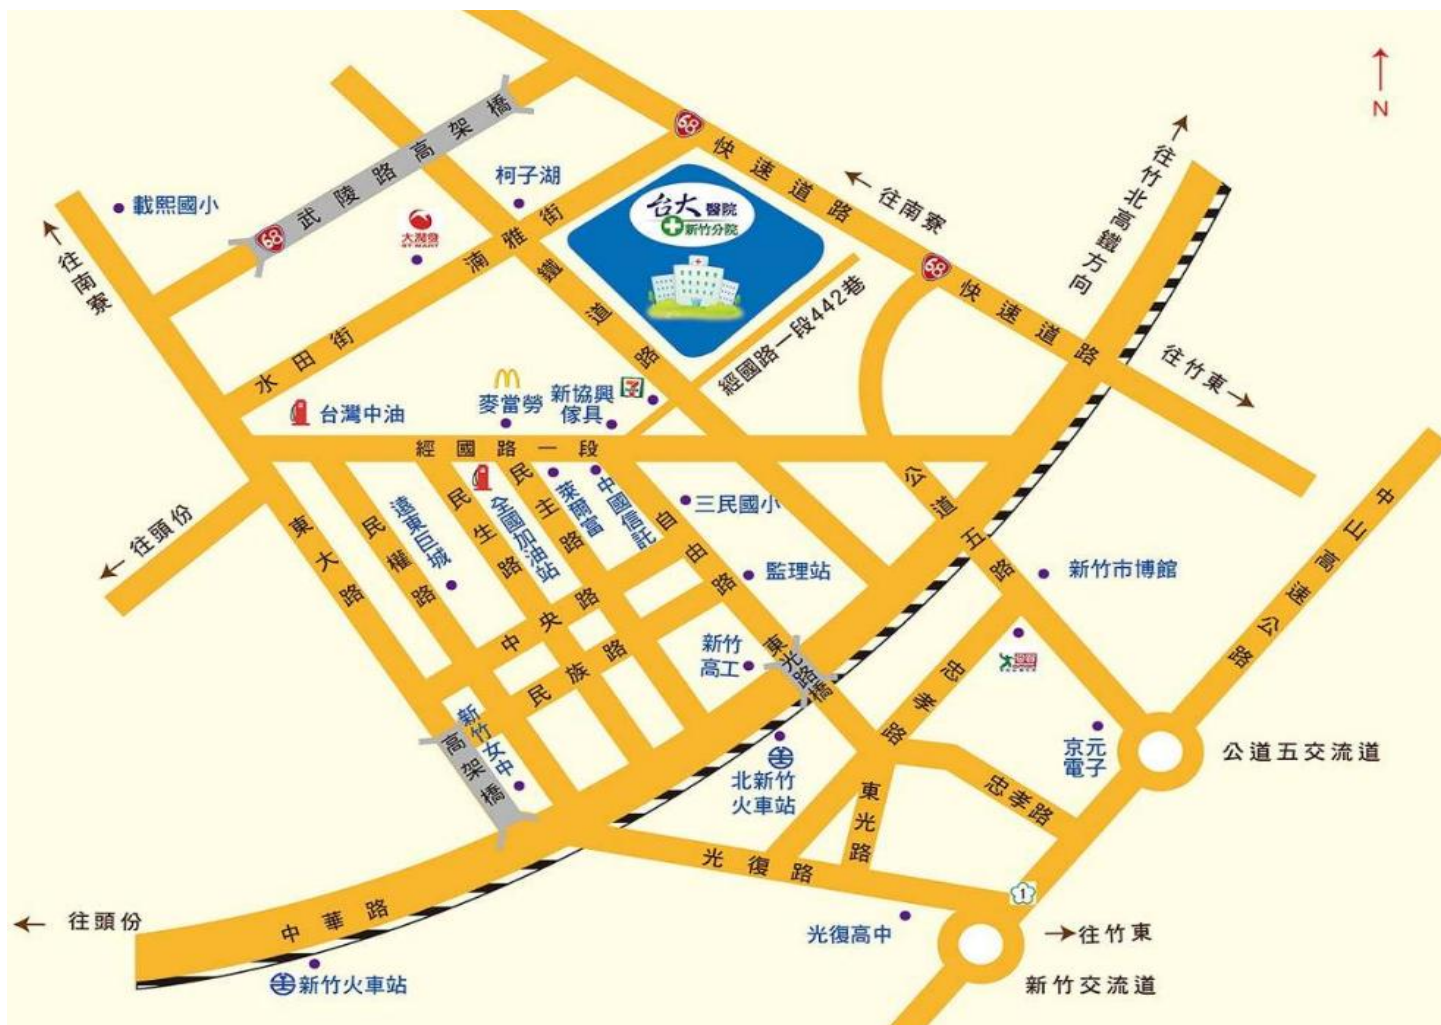 N
68
快速道路
往竹北高鐵方向
武陵路高架橋
68
柯子湖
載熙國小
大潤發
RT-MART
台大醫院
新竹分院
往南寮
68
快速道路
往南寮
湳雅街
鐵道路
經國路一段442巷
水田街
往竹東
台灣中油
麥當勞
新協興
傢具
7
經國路一段
中山高速公路
往頭份
東大路
民權路
遠東巨城
民生路
全國加油站
民主路
萊爾富
中國信託
自由路
三民國小
公道五路
監理站
新竹市博館
中央路
民族路
新竹
高工
東光路橋
忠孝路
新竹女中
高架橋
京元
電子
公道五交流道
北新竹
火車站
東光路
忠孝路
光復路
1
往頭份
中華路
光復高中
往竹東
新竹火車站
新竹交流道